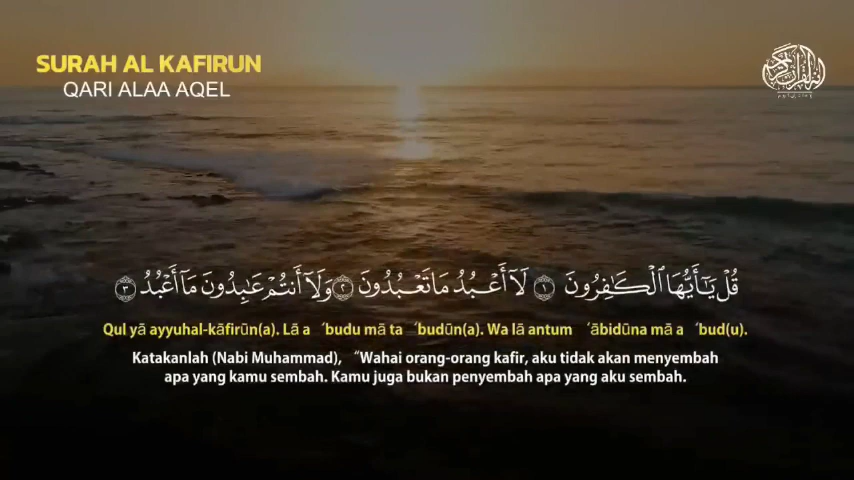 SURAH AL KAFIRUN
QARI ALAA AQEL
قُلْ يَٰٓأَيُّهَا ٱلْكَٰفِرُونَ ١ لَآ أَعْبُدُ مَا تَعْبُدُونَ ٢ وَلَآ أَنتُمْ عَٰبِدُونَ مَآ أَعْبُدُ ٣
Qul yā ayyuhal-kāfirūn(a). Lā a‘budu mā ta‘budūn(a). Wa lā antum ‘ābidūna mā a‘bud(u).
Katakanlah (Nabi Muhammad), “Wahai orang-orang kafir, aku tidak akan menyembah
apa yang kamu sembah. Kamu juga bukan penyembah apa yang aku sembah.